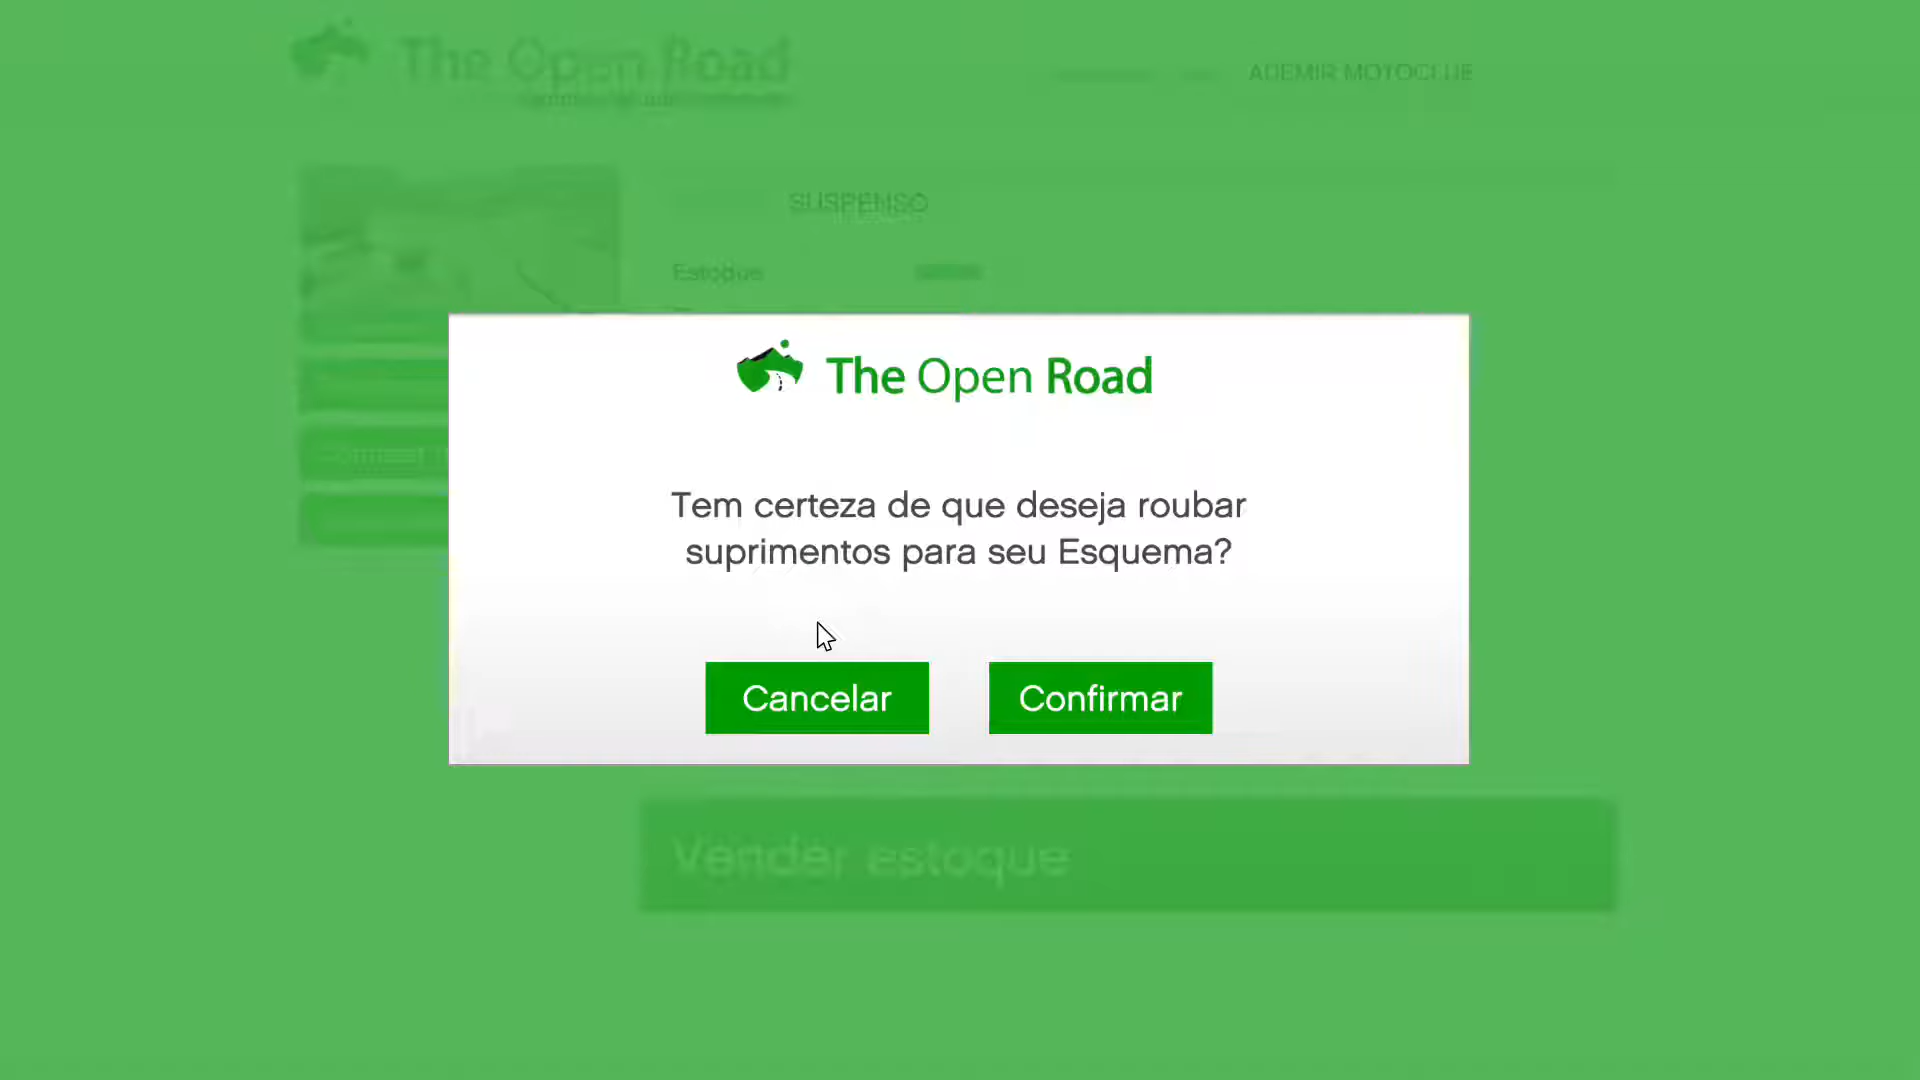 The Open Road
ADEMIR MOTOCLUE
SUSPENSO
Estoque
The Open Road
Tem certeza de que deseja roubar
suprimentos para seu Esquema?
Cancelar
Confirmar
Vender estoque